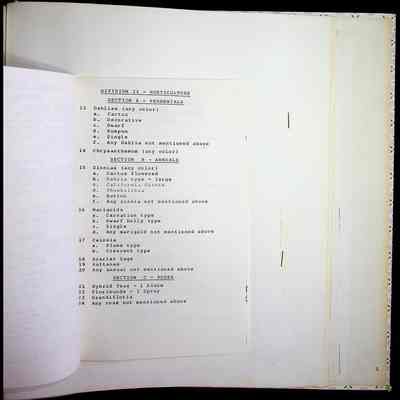 DIVISION II - HORTICULTURE
SECTION A - PERENNIALS
13 Dahlias (any color)
a. Cactus
b. Decorative
c. Dwarf
d. Pompon
e. Single
f. Any Dahlia not mentioned above
14 Chrysanthemum (any color)
SECTION B - ANNUALS
15 Zinnias (any color)
a. Cactus flowered
b. Dahlia type - large
c. California Giants
d. Thumbelina
e. Button
f. Any zinnia not mentioned above
16 Marigolds
a. Carnation type
b. Dwarf Dolly type
c. Single
d. Any marigold not mentioned above
17 Celosia
a. Plume type
b. Crescent type
18 Scarlet Sage
19 Sultanas
20 Any annual not mentioned above
SECTION C - ROSES
21 Hybrid Teas - 1 bloom
22 Floribunda - 1 Spray
23 Grandiflora
24 Any rose not mentioned above